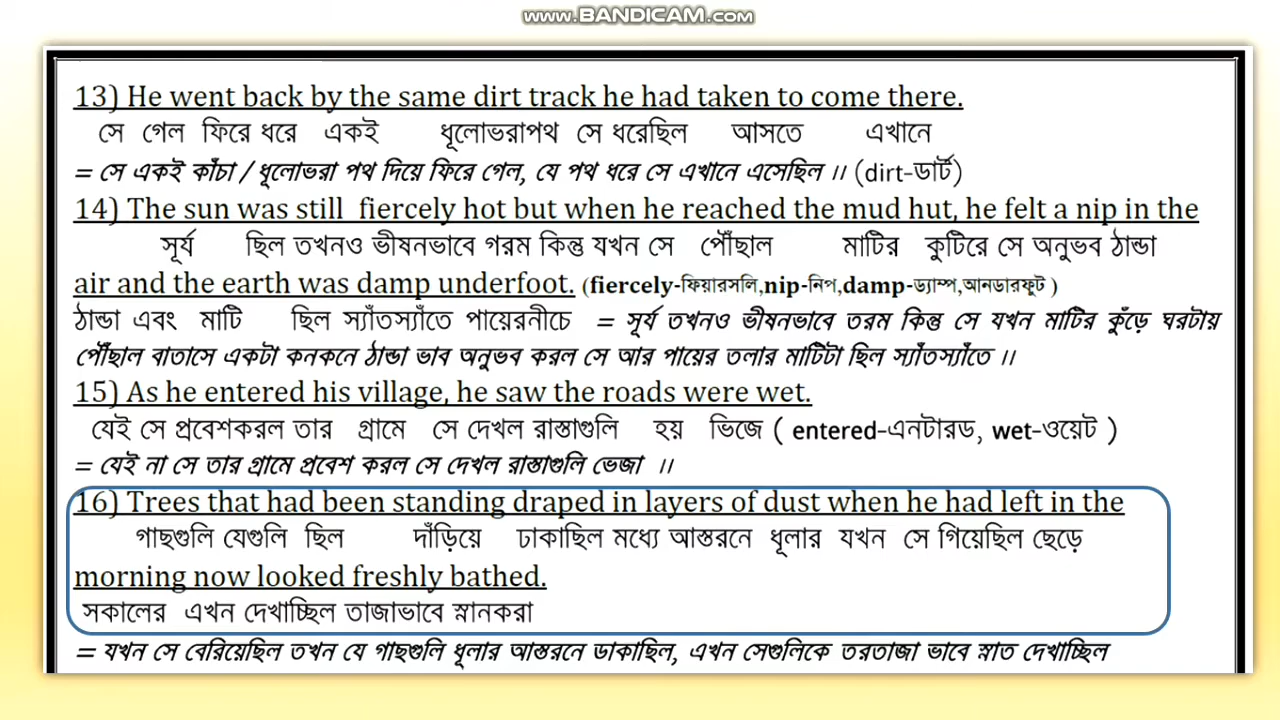 www.BANDICAM.com
13) He went back by the same dirt track he had taken to come there.
সে গেল ফিরে ধরে একই ধূলোভরাপথ সে ধরেছিল আসতে এখানে
= সে একই কাঁচা / ধূলোভরা পথ দিয়ে ফিরে গেল, যে পথ ধরে সে এখানে এসেছিল ।। (dirt-ডার্ট)
14) The sun was still fiercely hot but when he reached the mud hut, he felt a nip in the
সূর্য ছিল তখনও ভীষনভাবে গরম কিন্তু যখন সে পৌঁছাল মাটির কুটিরে সে অনুভব ঠান্ডা
air and the earth was damp underfoot. (fiercely-ফিয়ারসলি,nip-নিপ,damp-ড্যাম্প,আনডারফুট )
ঠান্ডা এবং মাটি ছিল স্যাঁতস্যাঁতে পায়েরনীচে = সূর্য তখনও ভীষনভাবে তরম কিন্তু সে যখন মাটির কুঁড়ে ঘরটায়
পৌঁছাল বাতাসে একটা কনকনে ঠান্ডা ভাব অনুভব করল সে আর পায়ের তলার মাটিটা ছিল স্যাঁতস্যাঁতে ।।
15) As he entered his village, he saw the roads were wet.
যেই সে প্রবেশকরল তার গ্রামে সে দেখল রাস্তাগুলি হয় ভিজে ( entered-এনটারড, wet-ওয়েট )
= যেই না সে তার গ্রামে প্রবেশ করল সে দেখল রাস্তাগুলি ভেজা ।।
16) Trees that had been standing draped in layers of dust when he had left in the
গাছগুলি যেগুলি ছিল দাঁড়িয়ে ঢাকাছিল মধ্যে আস্তরনে ধূলার যখন সে গিয়েছিল ছেড়ে
morning now looked freshly bathed.
সকালের এখন দেখাচ্ছিল তাজাভাবে স্নানকরা
= যখন সে বেরিয়েছিল তখন যে গাছগুলি ধূলার আস্তরনে ডাকাছিল, এখন সেগুলিকে তরতাজা ভাবে স্নাত দেখাচ্ছিল